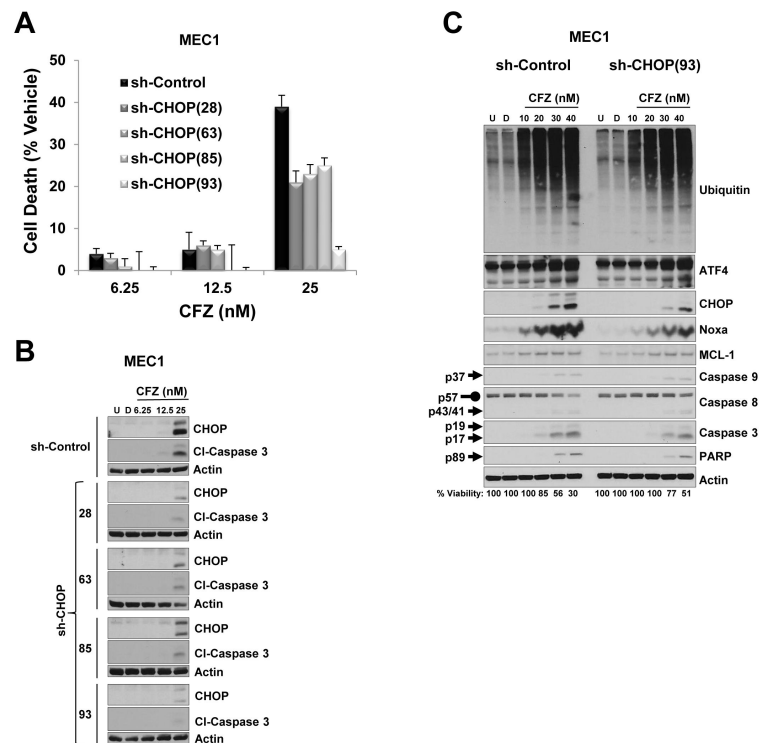 A
MEC1
Cell Death (% Vehicle)
50
40
30
20
10
0
sh-Control
sh-CHOP(28)
sh-CHOP(63)
sh-CHOP(85)
sh-CHOP(93)
6.25 12.5 25
CFZ (nM)
B
MEC1
CFZ (nM)
U D 6.25 12.5 25
sh-Control
CHOP
Cl-Caspase 3
Actin
sh-CHOP
28
CHOP
Cl-Caspase 3
Actin
63
CHOP
Cl-Caspase 3
Actin
85
CHOP
Cl-Caspase 3
Actin
93
CHOP
Cl-Caspase 3
Actin
C
MEC1
sh-Control sh-CHOP(93)
CFZ (nM) CFZ (nM)
U D 10 20 30 40 U D 10 20 30 40
Ubiquitin
ATF4
CHOP
Noxa
MCL-1
p37 Caspase 9
p57 Caspase 8
p43/41
p19 Caspase 3
p17
p89 PARP
Actin
% Viability: 100 100 100 85 56 30 100 100 100 100 77 51